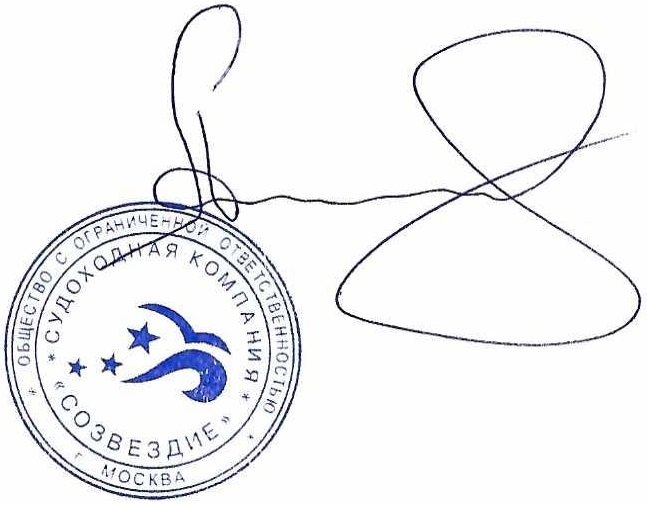 * ОБЩЕСТВО С ОГРАНИЧЕННОЙ ОТВЕТСТВЕННОСТЬЮ *
г МОСКВА
* СУДОХОДНАЯ КОМПАНИЯ *
«СОЗВЕЗДИЕ»